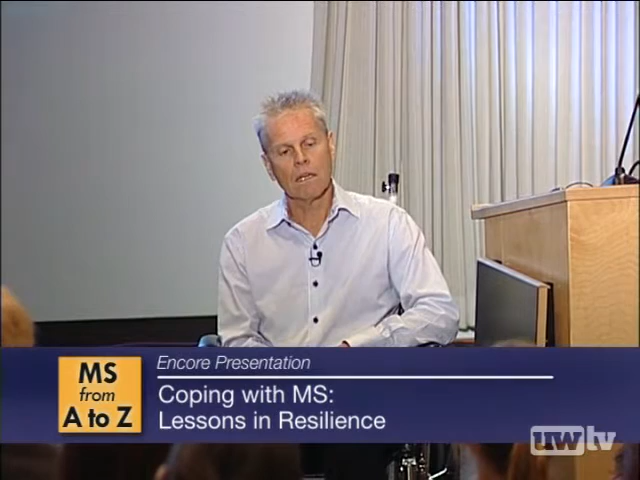 Encore Presentation
MS
from
A to Z
Coping with MS:
Lessons in Resilience
uwtv